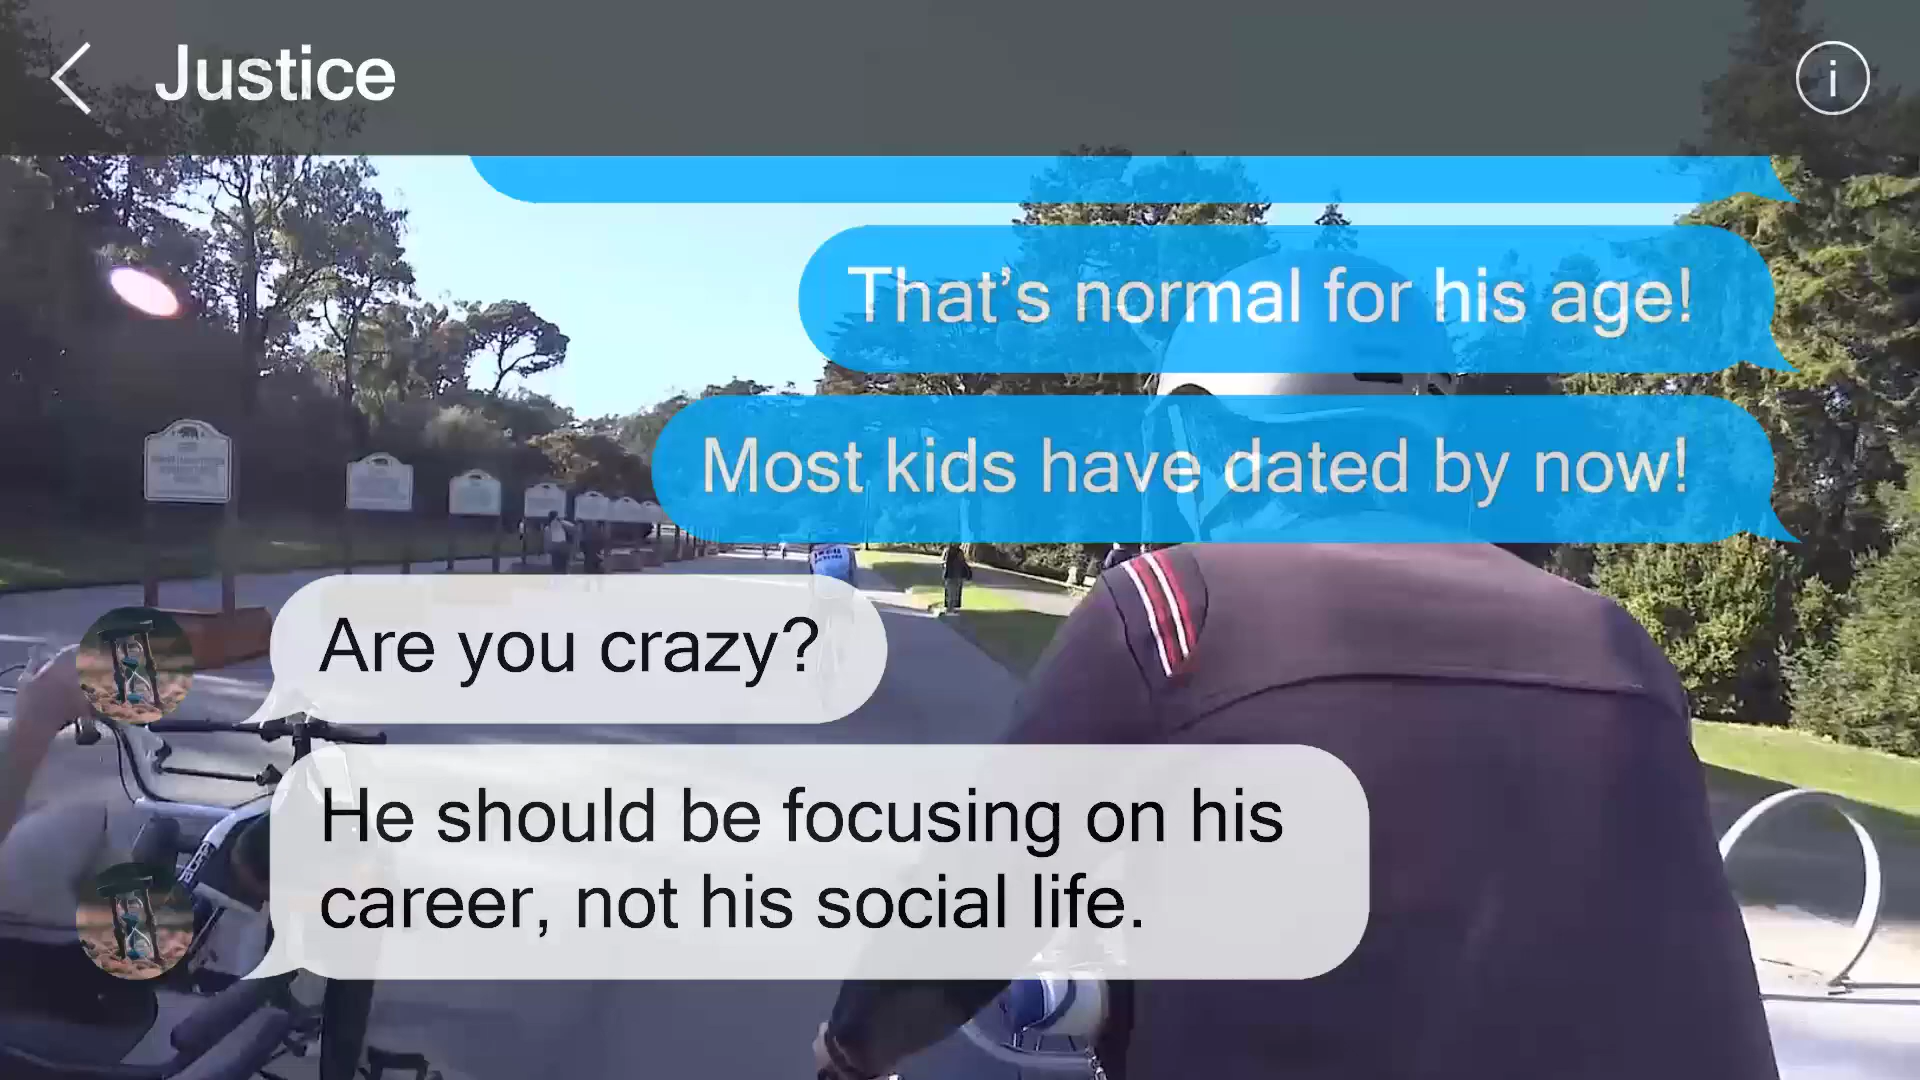 Justice
i
That's normal for his age!
Most kids have dated by now!
Are you crazy?
He should be focusing on his
career, not his social life.